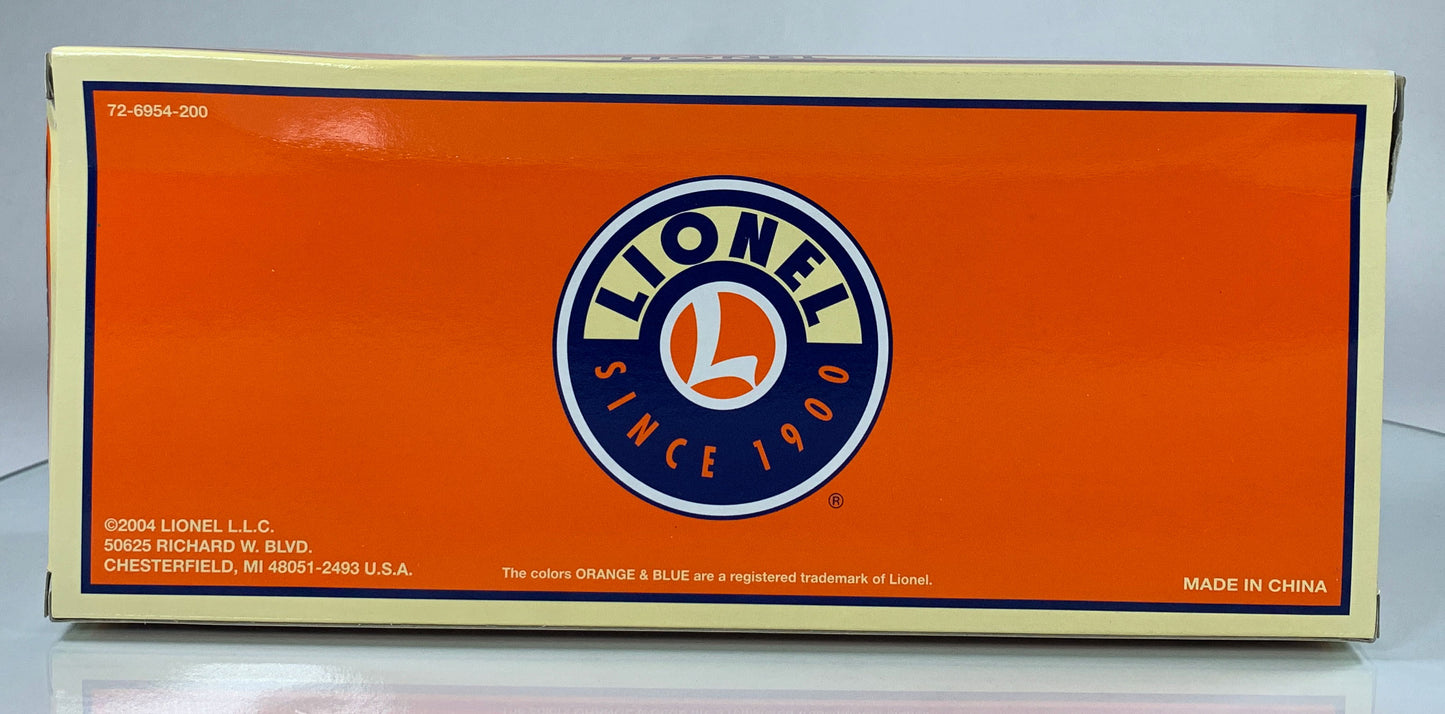 72-6954-200
LIONEL
L
SINCE 1900
®
©2004 LIONEL L.L.C.
50625 RICHARD W. BLVD.
CHESTERFIELD, MI 48051-2493 U.S.A.
The colors ORANGE & BLUE are a registered trademark of Lionel.
MADE IN CHINA